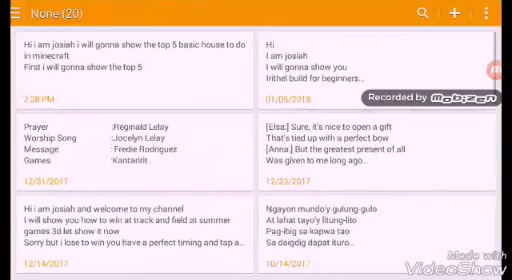 None (20)
Hi i am josiah i will gonna show the top 5 basic house to do
in minecraft
First i will gonna show the top 5
7:28 PM
Hi
I am josiah
I will gonna show you
Irithel build for beginners...
01/05/2018
Recorded by mobizen
Prayer :Reginald Lelay
Worship Song :Jocelyn Lelay
Message : Fredie Rodriguez
Games :Kantaririt...
12/31/2017
[Elsa:] Sure, it's nice to open a gift
That's tied up with a perfect bow
[Anna:] But the greatest present of all
Was given to me long ago...
12/23/2017
Hi i am josiah and welcome to my channel
I will show you how to win at track and field at summer
games 3d let show it now
Sorry but i lose to win you have a perfect timing and tap a...
12/14/2017
Ngayon mundo'y gulung-gulo
At lahat tayo'y litung-lito
Pag-ibig sa kapwa tao
Sa daigdig dapat ituro...
10/14/2017
Made with
VideoShow